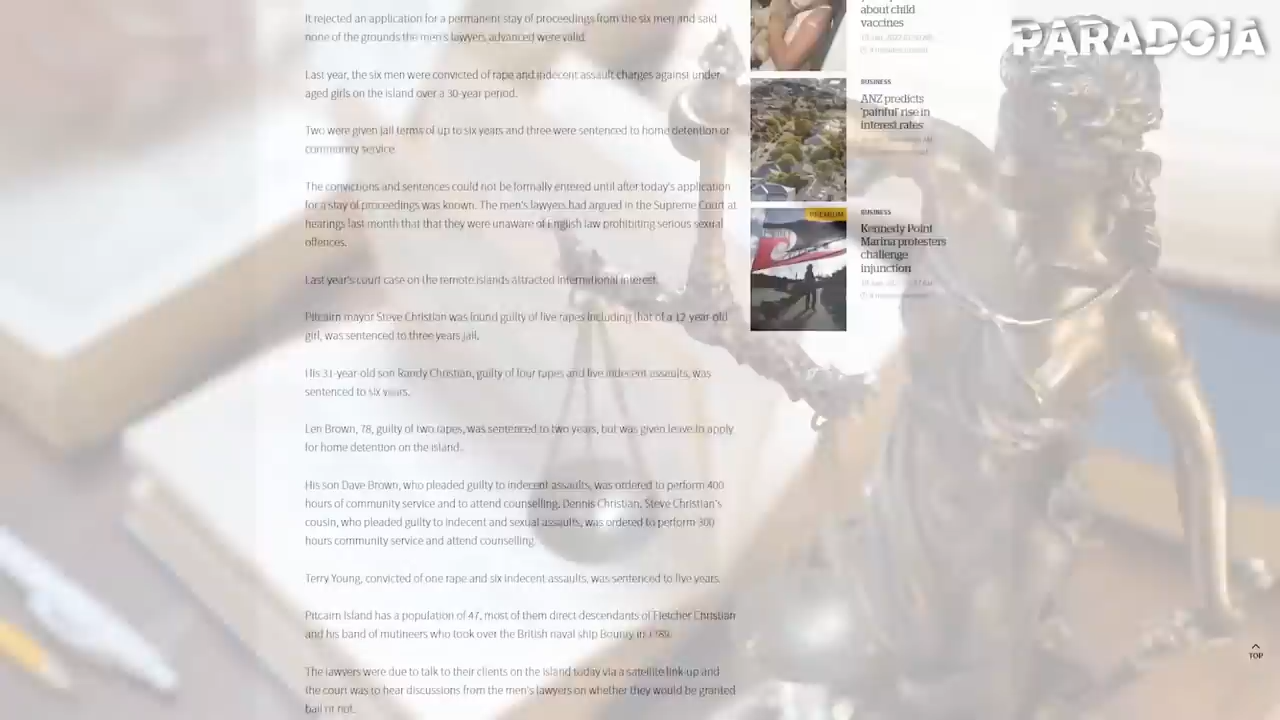 PARADOJA
It rejected an application for a permanent stay of proceedings from the six men and said
none of the grounds the men's lawyers advanced were valid.
Last year, the six men were convicted of rape and indecent assault charges against under
aged girls on the island over a 30-year period.
Two were given jail terms of up to six years and three were sentenced to home detention or
community service.
The convictions and sentences could not be formally entered until after today's application
for a stay of proceedings was known. The men's lawyers had argued in the Supreme Court at
hearings last month that that they were unaware of English law prohibiting serious sexual
offences.
Last year's court case on the remote islands attracted international interest.
Pitcairn mayor Steve Christian was found guilty of five rapes including that of a 12-year-old
girl, was sentenced to three years jail.
His 31-year-old son Randy Christian, guilty of four rapes and five indecent assaults, was
sentenced to six years.
Len Brown, 78, guilty of two rapes, was sentenced to two years, but was given leave to apply
for home detention on the island.
His son Dave Brown, who pleaded guilty to indecent assaults, was ordered to perform 400
hours of community service and to attend counselling. Dennis Christian, Steve Christian's
cousin, who pleaded guilty to indecent and sexual assaults, was ordered to perform 300
hours community service and attend counselling.
Terry Young, convicted of one rape and six indecent assaults, was sentenced to five years.
Pitcairn Island has a population of 47, most of them direct descendants of Fletcher Christian
and his band of mutineers who took over the British naval ship Bounty in
The lawyers were due to talk to their clients on the island today via a satellite link-up and
the court was to hear discussions from the men's lawyers on whether they would be granted
bail or not.
about child
vaccines
BUSINESS
ANZ predicts
'painful' rise in
interest rates
PREMIUM
BUSINESS
Kennedy Point
Marina protesters
challenge
injunction
TOP